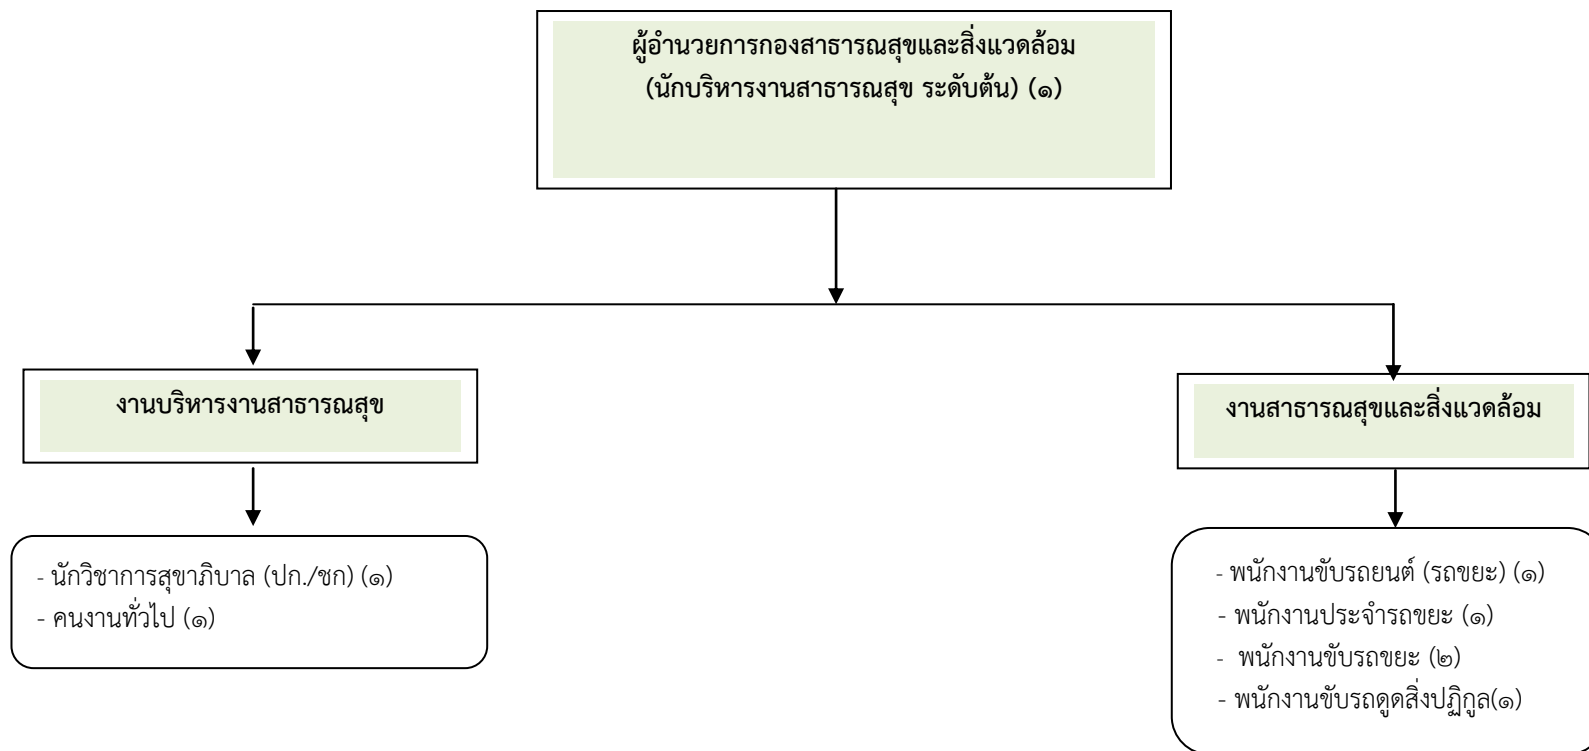 ผู้อำนวยการกองสาธารณสุขและสิ่งแวดล้อม
(นักบริหารงานสาธารณสุข ระดับต้น) (๑)
งานบริหารงานสาธารณสุข
- นักวิชาการสุขาภิบาล (ปก./ชก) (๑)
- คนงานทั่วไป (๑)
งานสาธารณสุขและสิ่งแวดล้อม
- พนักงานขับรถยนต์ (รถขยะ) (๑)
- พนักงานประจำรถขยะ (๑)
- พนักงานขับรถขยะ (๒)
- พนักงานขับรถดูดสิ่งปฏิกูล(๑)